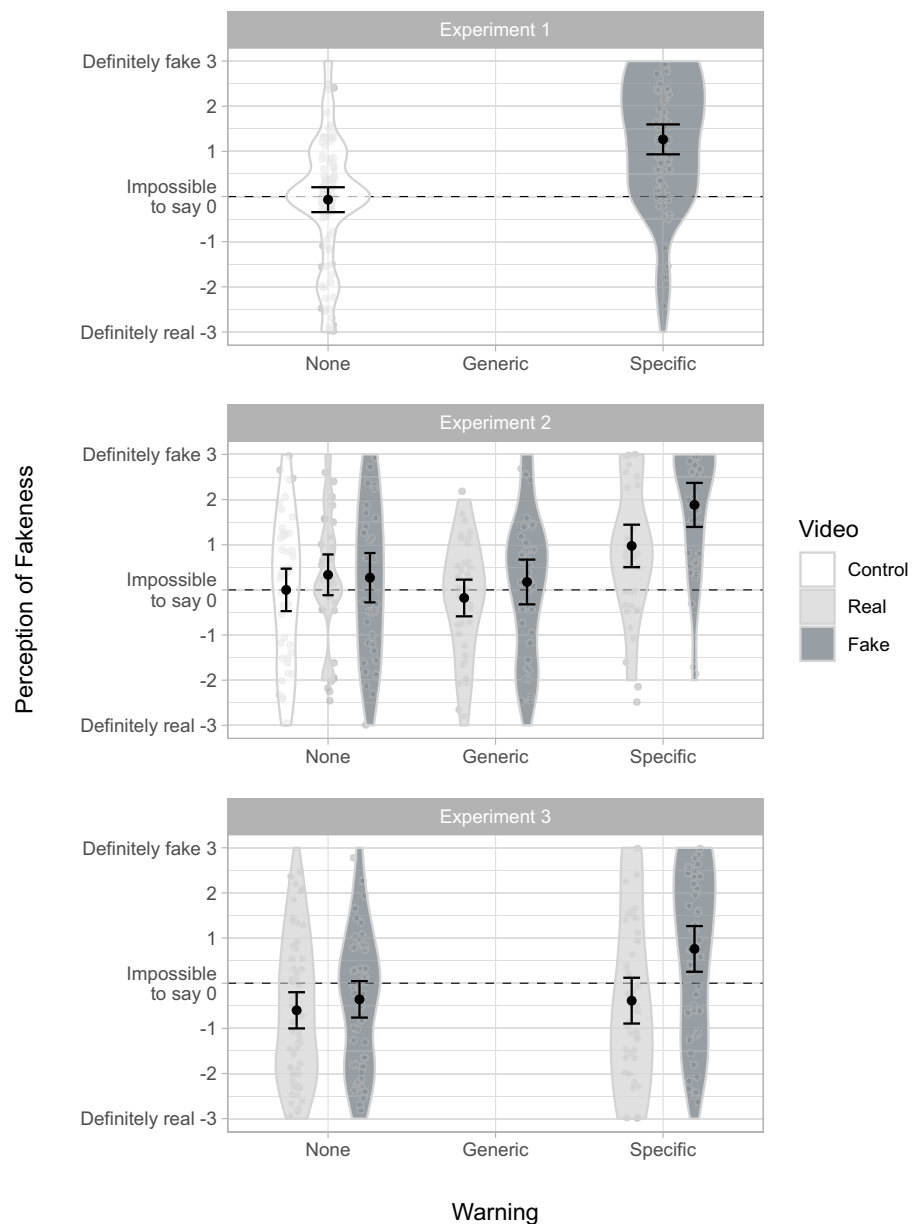 Experiment 1
Definitely fake 3
2
1
Impossible
to say 0
-1
-2
Definitely real -3
None Generic Specific
Experiment 2
Definitely fake 3
2
1
Impossible
to say 0
-1
-2
Definitely real -3
None Generic Specific
Experiment 3
Definitely fake 3
2
1
Impossible
to say 0
-1
-2
Definitely real -3
None Generic Specific
Perception of Fakeness
Warning
Video
Control
Real
Fake